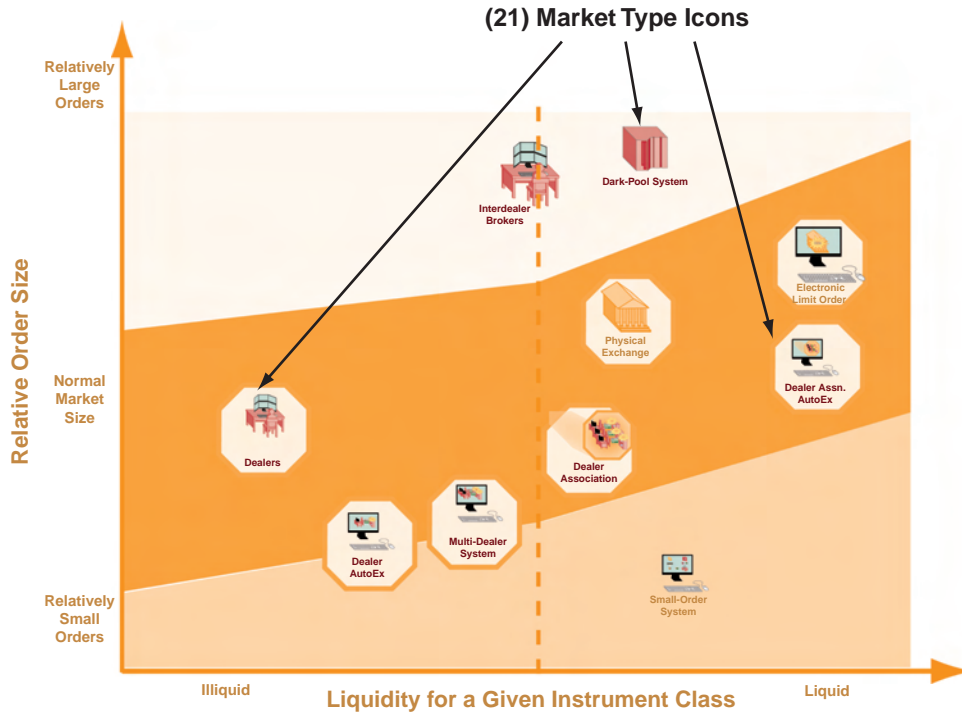 (21) Market Type Icons
Relatively
Large
Orders
Relative Order Size
Normal
Market
Size
Relatively
Small
Orders
Interdealer
Brokers
Dark-Pool System
Electronic
Limit Order
Physical
Exchange
Dealer Assn.
AutoEx
Dealers
Dealer
Association
Multi-Dealer
System
Dealer
AutoEx
Small-Order
System
Illiquid
Liquidity for a Given Instrument Class
Liquid